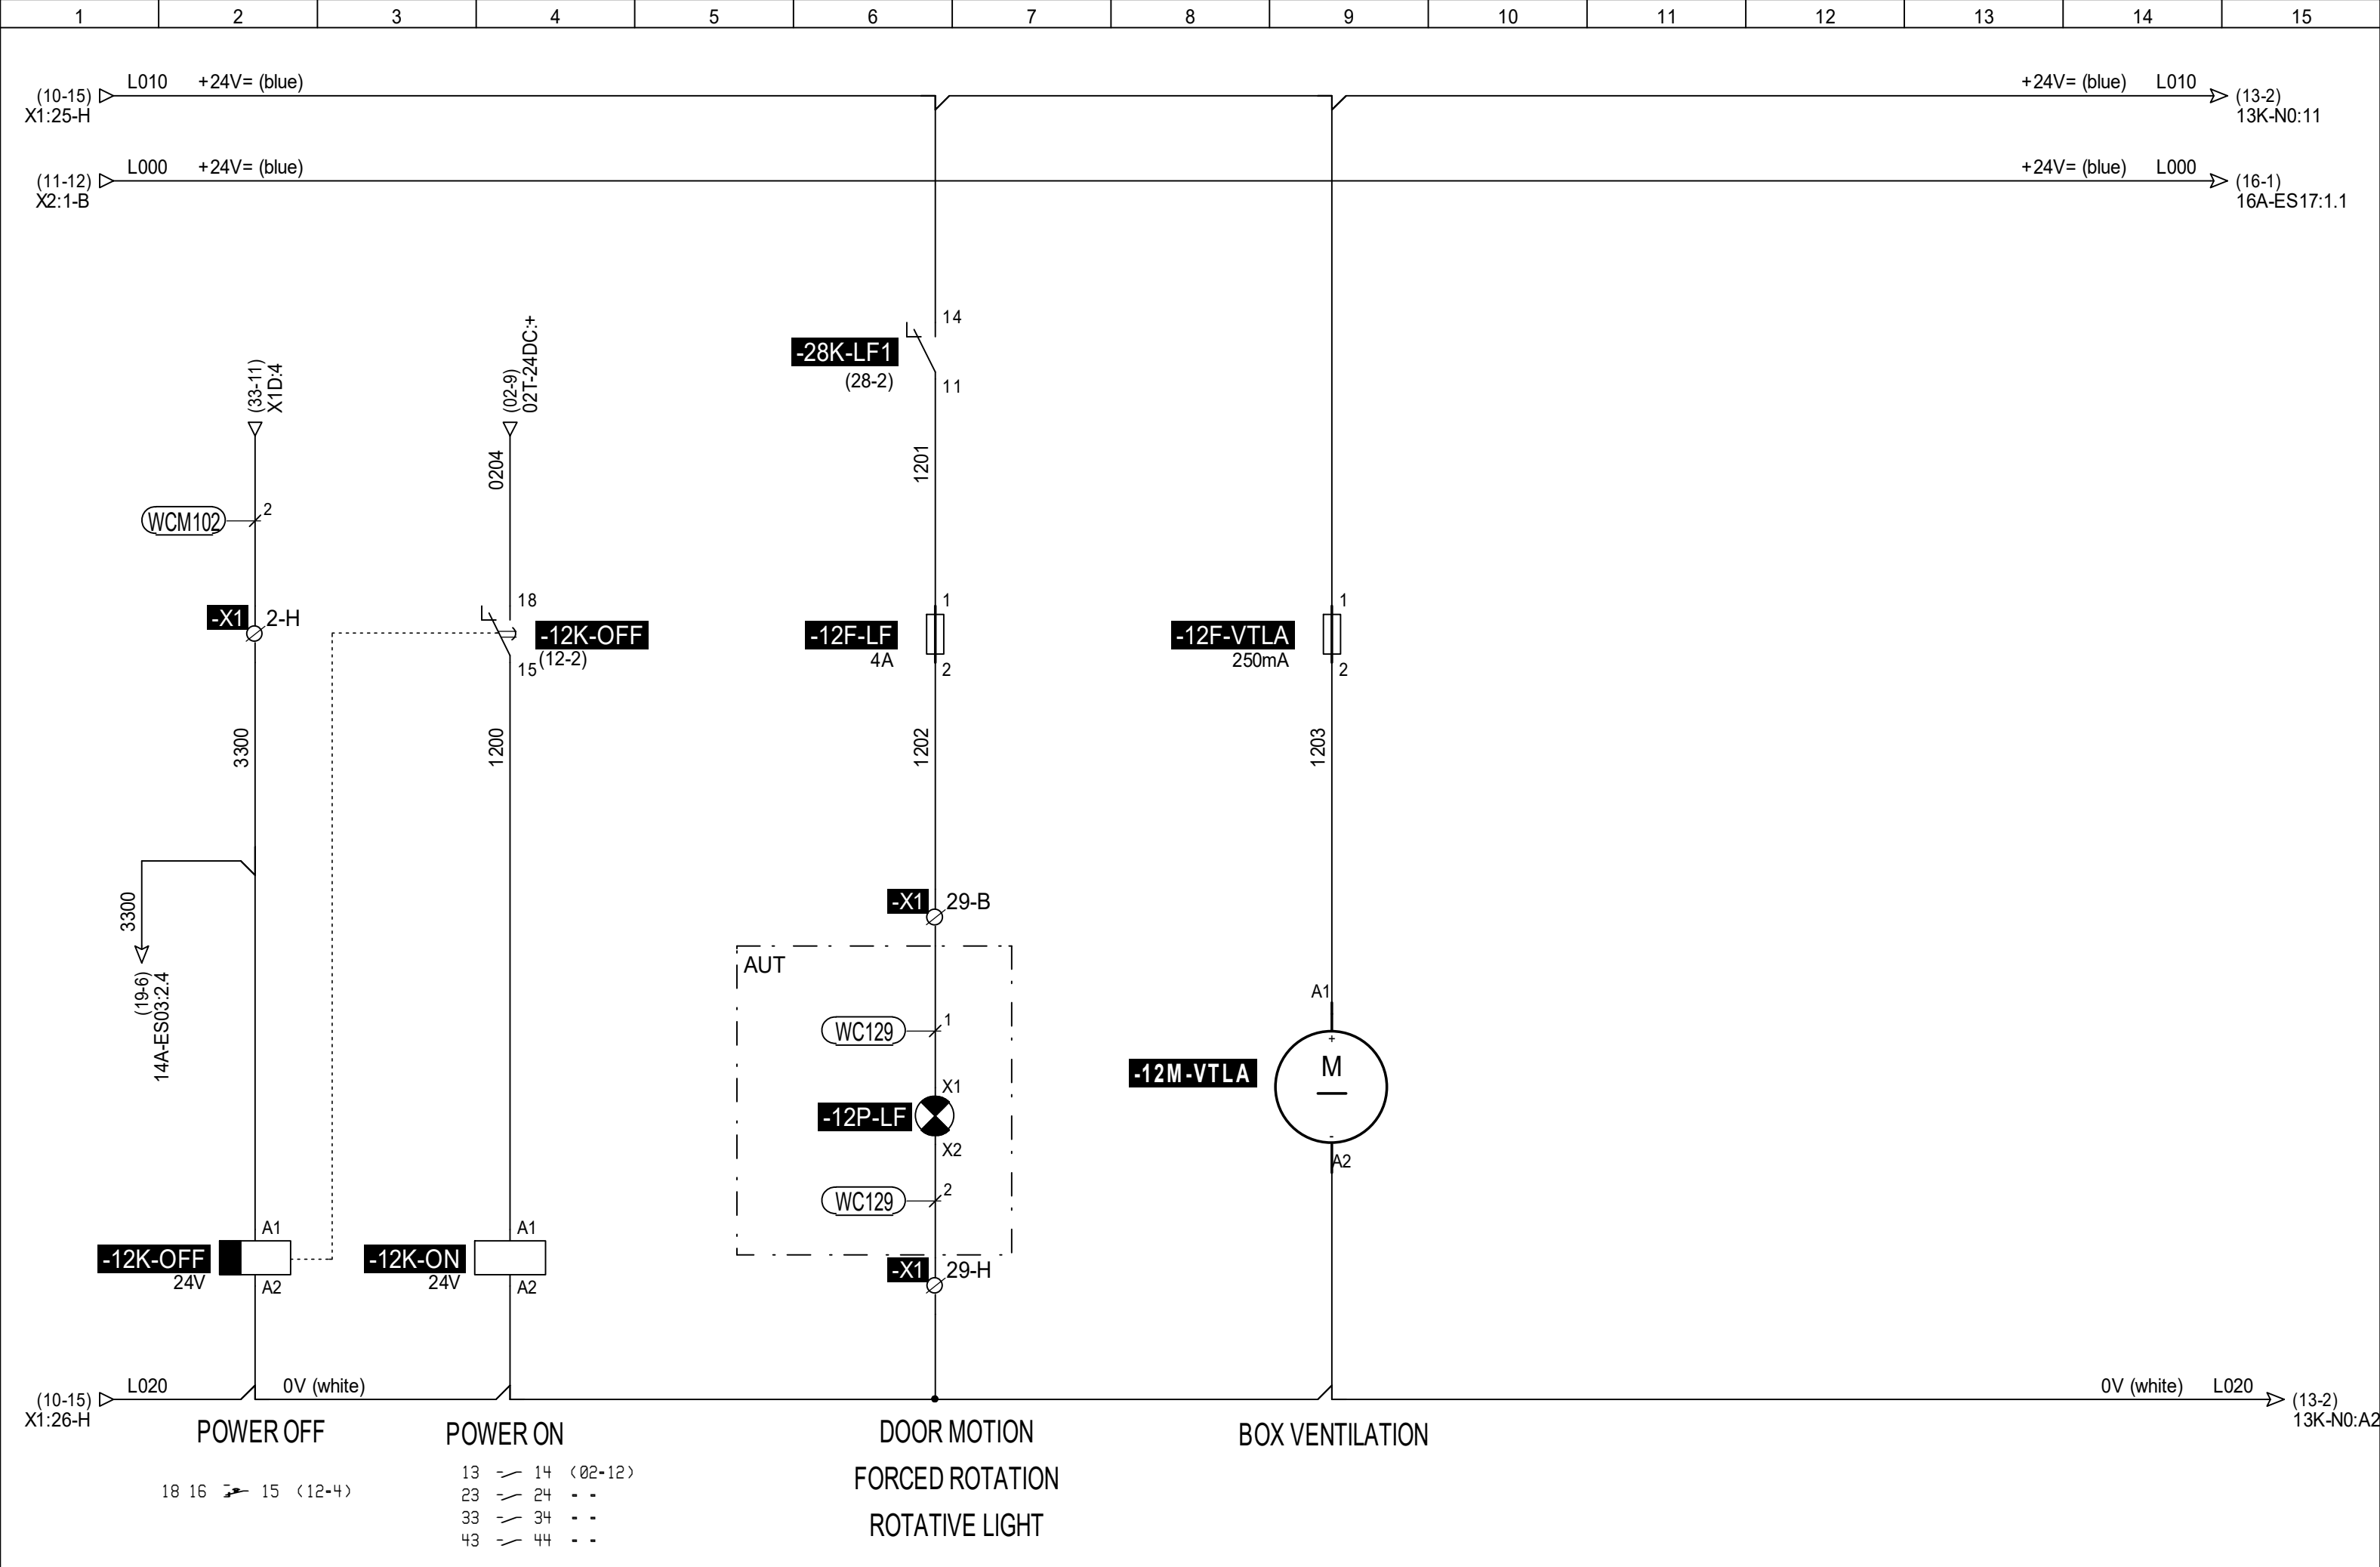 1 2 3 4 5 6 7 8 9 10 11 12 13 14 15
L010 +24V= (blue)
(10-15)
X1:25-H
+24V= (blue) L010
(13-2)
13K-N0:11
L000 +24V= (blue)
(11-12)
X2:1-B
+24V= (blue) L000
(16-1)
16A-ES17:1.1
(33-11)
X1D:4
WCM102
2
-X1 2-H
3300
3300
(19-6)
14A-ES03:2.4
A1
-12K-OFF
24V
A2
(02-9)
02T-24DC:+
0204
18
-12K-OFF
(12-2)
15
1200
A1
-12K-ON
24V
A2
14
-28K-LF1
(28-2)
11
1201
1
-12F-LF
4A
2
1202
-X1 29-B
AUT
WC129
1
X1
-12P-LF
X2
WC129
2
-X1 29-H
1
-12F-VTLA
250mA
2
1203
A1
+
M
-12M-VTLA
-
A2
L020 0V (white)
(10-15)
X1:26-H
0V (white) L020
(13-2)
13K-N0:A2
POWER OFF
18 16 15 (12-4)
POWER ON
13 14 (02-12)
23 24 - -
33 34 - -
43 44 - -
DOOR MOTION
FORCED ROTATION
ROTATIVE LIGHT
BOX VENTILATION